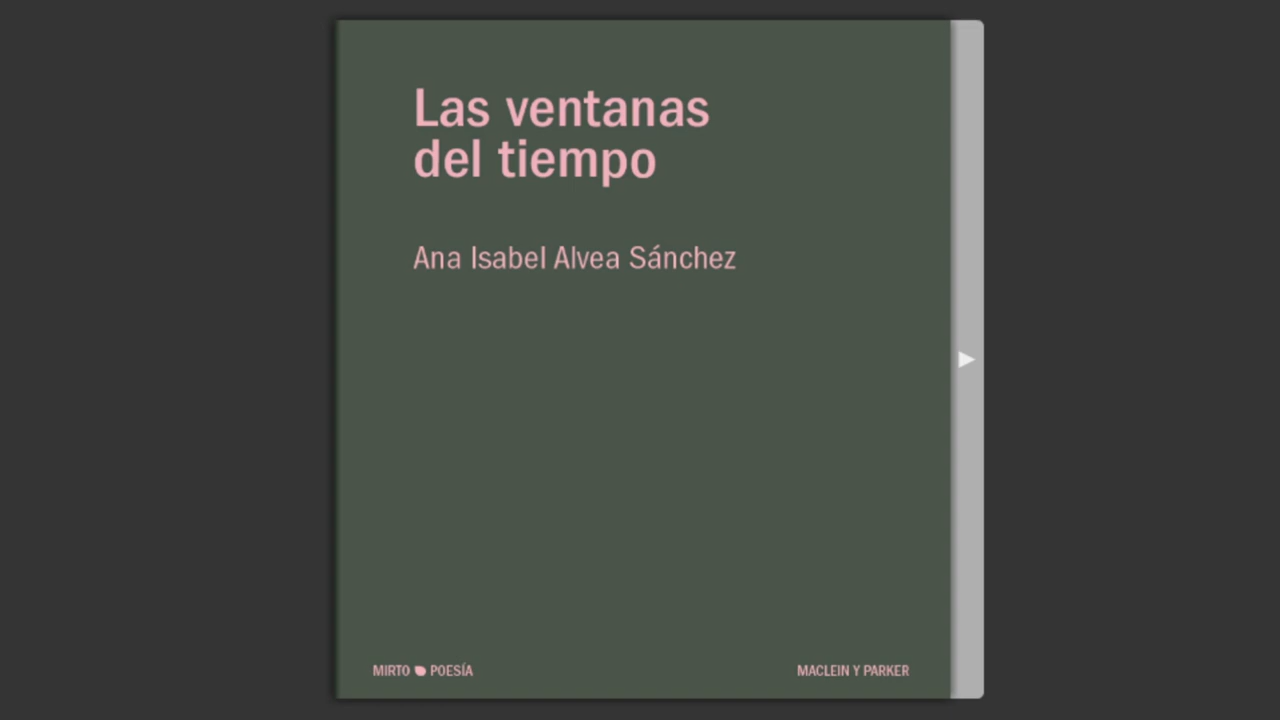 Las ventanas
del tiempo
Ana Isabel Alvea Sánchez
MIRTO POESÍA
MACLEIN Y PARKER